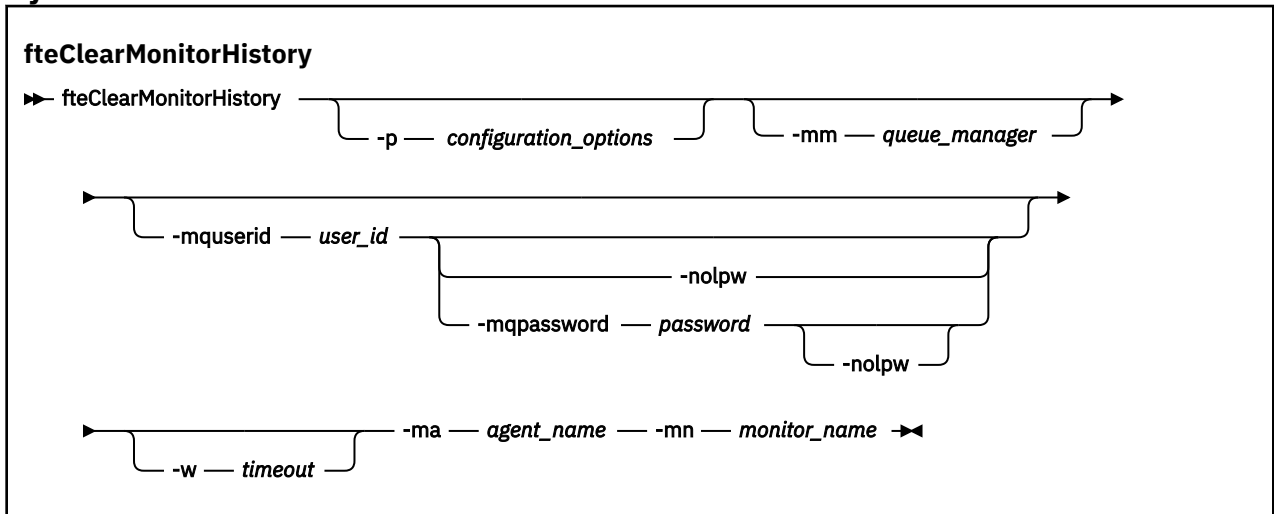 fteClearMonitorHistory
fteClearMonitorHistory
-p configuration_options
-mm queue_manager
-mquserid user_id
-nolpw
-mqpassword password
-nolpw
-ma agent_name -mn monitor_name
-w timeout